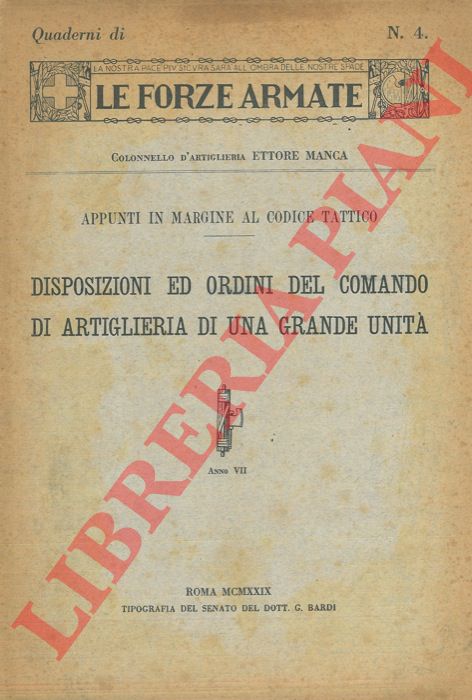 Quaderni di N. 4.
LA NOSTRA PACE PIV SICVRA SARÀ ALL'OMBRA DELLE NOSTRE SPADE
LE FORZE ARMATE
COLONNELLO D'ARTIGLIERIA ETTORE MANCA
APPUNTI IN MARGINE AL CODICE TATTICO
DISPOSIZIONI ED ORDINI DEL COMANDO
DI ARTIGLIERIA DI UNA GRANDE UNITÀ
ANNO VII
ROMA MCMXXIX
TIPOGRAFIA DEL SENATO DEL DOTT. G. BARDI
LIBRERIA PIANI